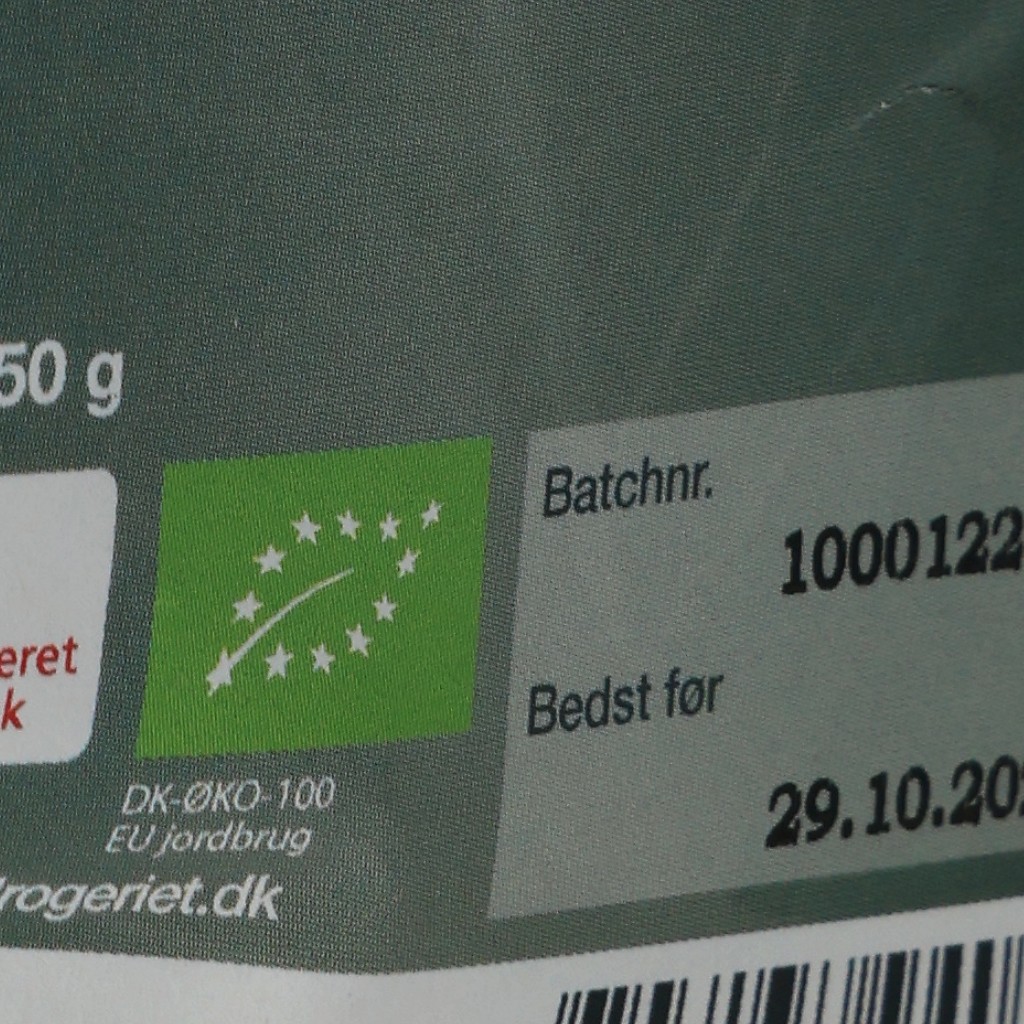 50 g
Batchnr.
1000122
eret
k
Bedst før
29.10.20
DK-ØKO-100
EU jordbrug
rogeriet.dk